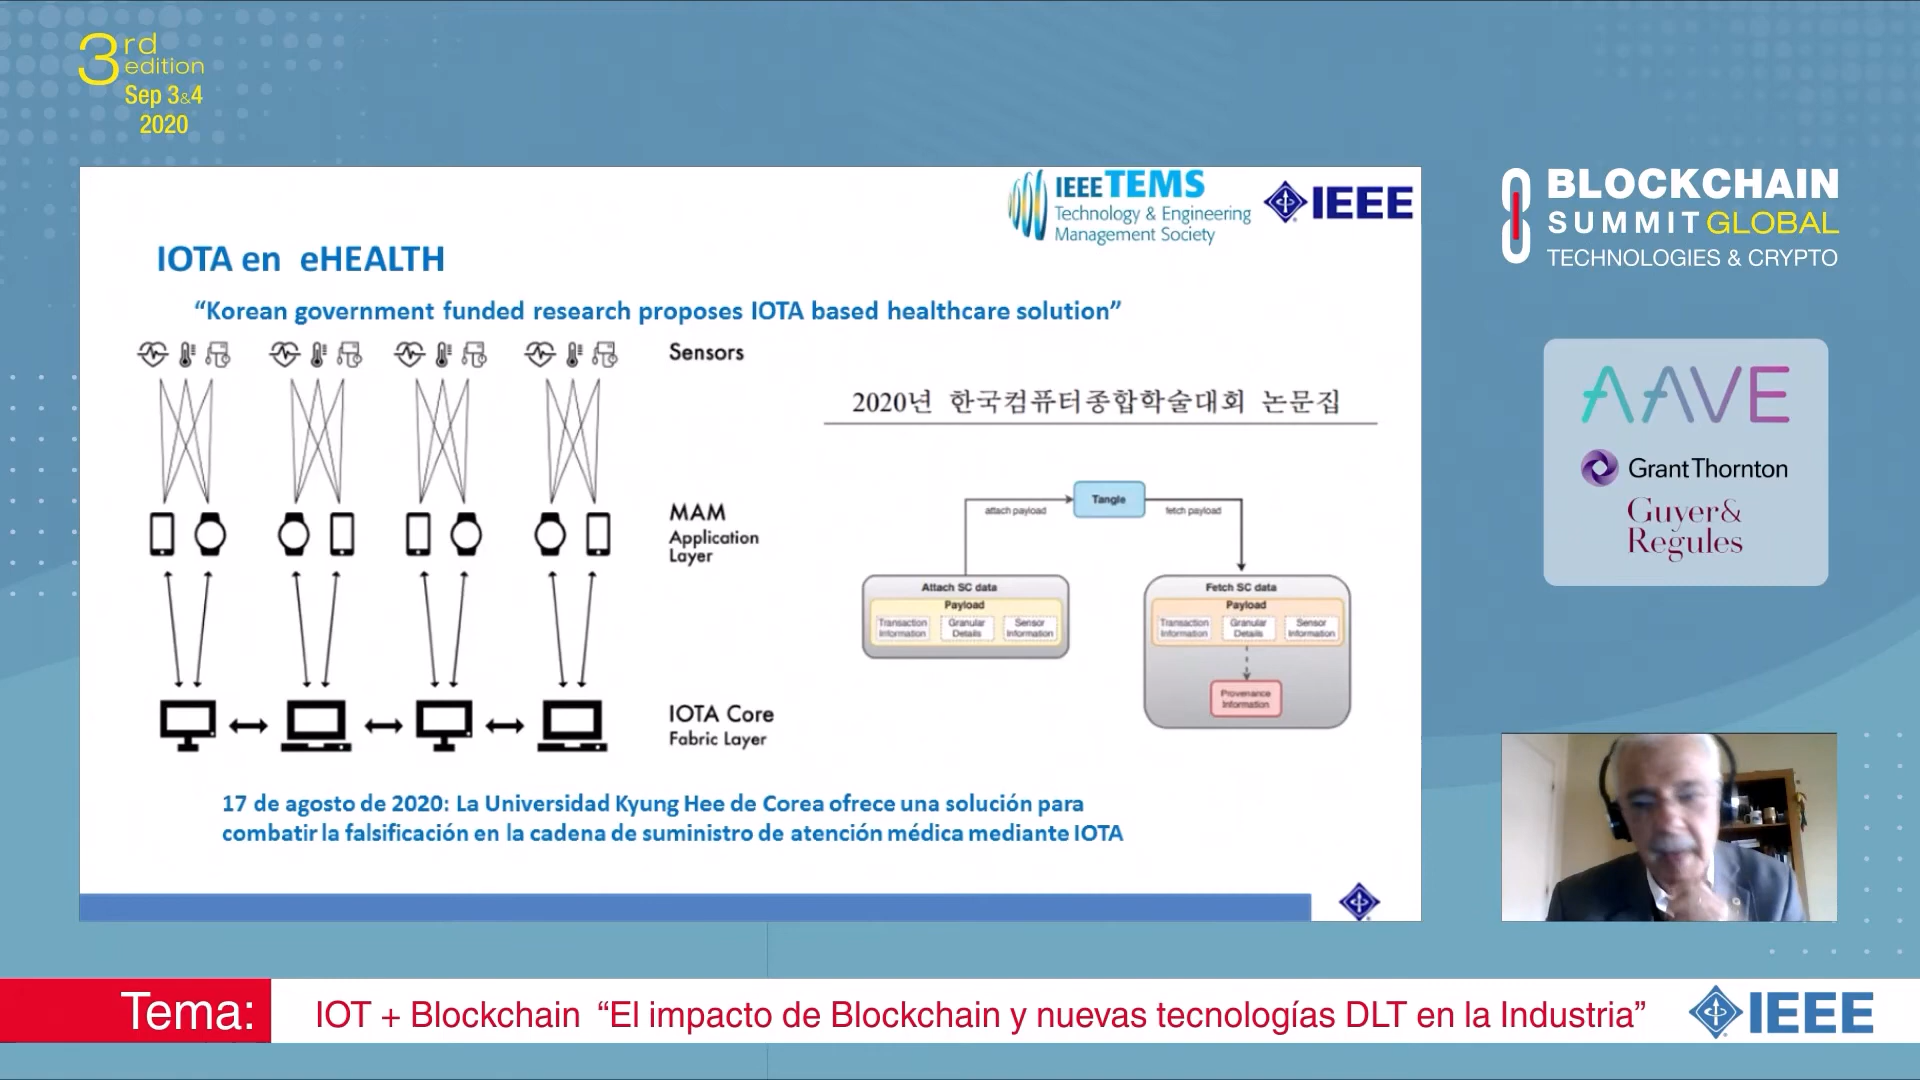 3rd
edition
Sep 3&4
2020
IEEE TEMS
Technology & Engineering
Management Society
IEEE
IOTA en eHEALTH
“Korean government funded research proposes IOTA based healthcare solution”
Sensors
MAM
Application
Layer
IOTA Core
Fabric Layer
2020년 한국컴퓨터종합학술대회 논문집
Tangle
attach payload
fetch payload
Attach SC data
Payload
Transaction
Information
Granular
Details
Sensor
Information
Fetch SC data
Payload
Transaction
Information
Granular
Details
Sensor
Information
Provenance
Information
17 de agosto de 2020: La Universidad Kyung Hee de Corea ofrece una solución para
combatir la falsificación en la cadena de suministro de atención médica mediante IOTA
BLOCKCHAIN
SUMMIT GLOBAL
TECHNOLOGIES & CRYPTO
AAVE
Grant Thornton
Guyer&
Regules
Tema:
IOT + Blockchain “El impacto de Blockchain y nuevas tecnologías DLT en la Industria”
IEEE